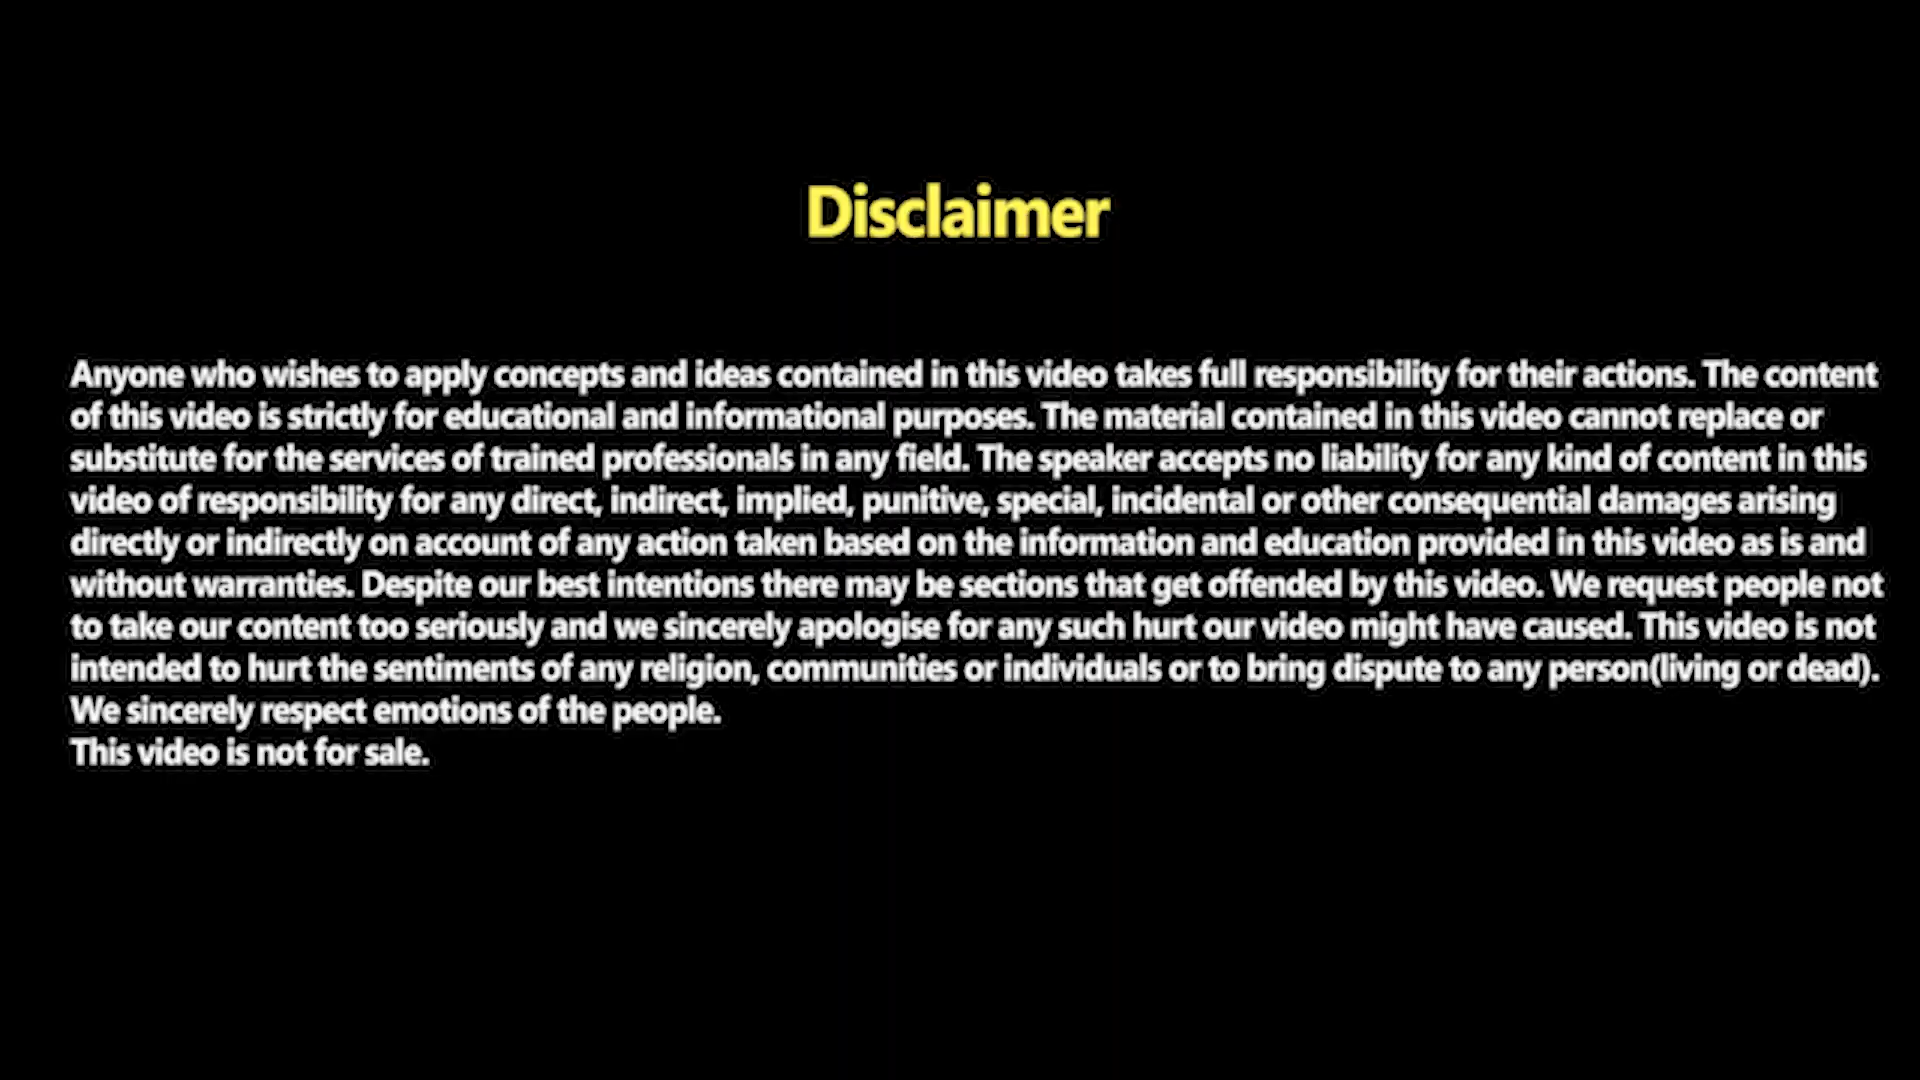 Disclaimer
Anyone who wishes to apply concepts and ideas contained in this video takes full responsibility for their actions. The content
of this video is strictly for educational and informational purposes. The material contained in this video cannot replace or
substitute for the services of trained professionals in any field. The speaker accepts no liability for any kind of content in this
video of responsibility for any direct, indirect, implied, punitive, special, incidental or other consequential damages arising
directly or indirectly on account of any action taken based on the information and education provided in this video as is and
without warranties. Despite our best intentions there may be sections that get offended by this video. We request people not
to take our content too seriously and we sincerely apologise for any such hurt our video might have caused. This video is not
intended to hurt the sentiments of any religion, communities or individuals or to bring dispute to any person(living or dead).
We sincerely respect emotions of the people.
This video is not for sale.